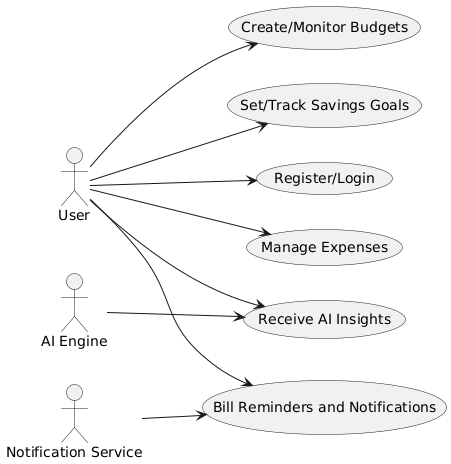 Create/Monitor Budgets
Set/Track Savings Goals
Register/Login
User
Manage Expenses
Receive AI Insights
AI Engine
Bill Reminders and Notifications
Notification Service